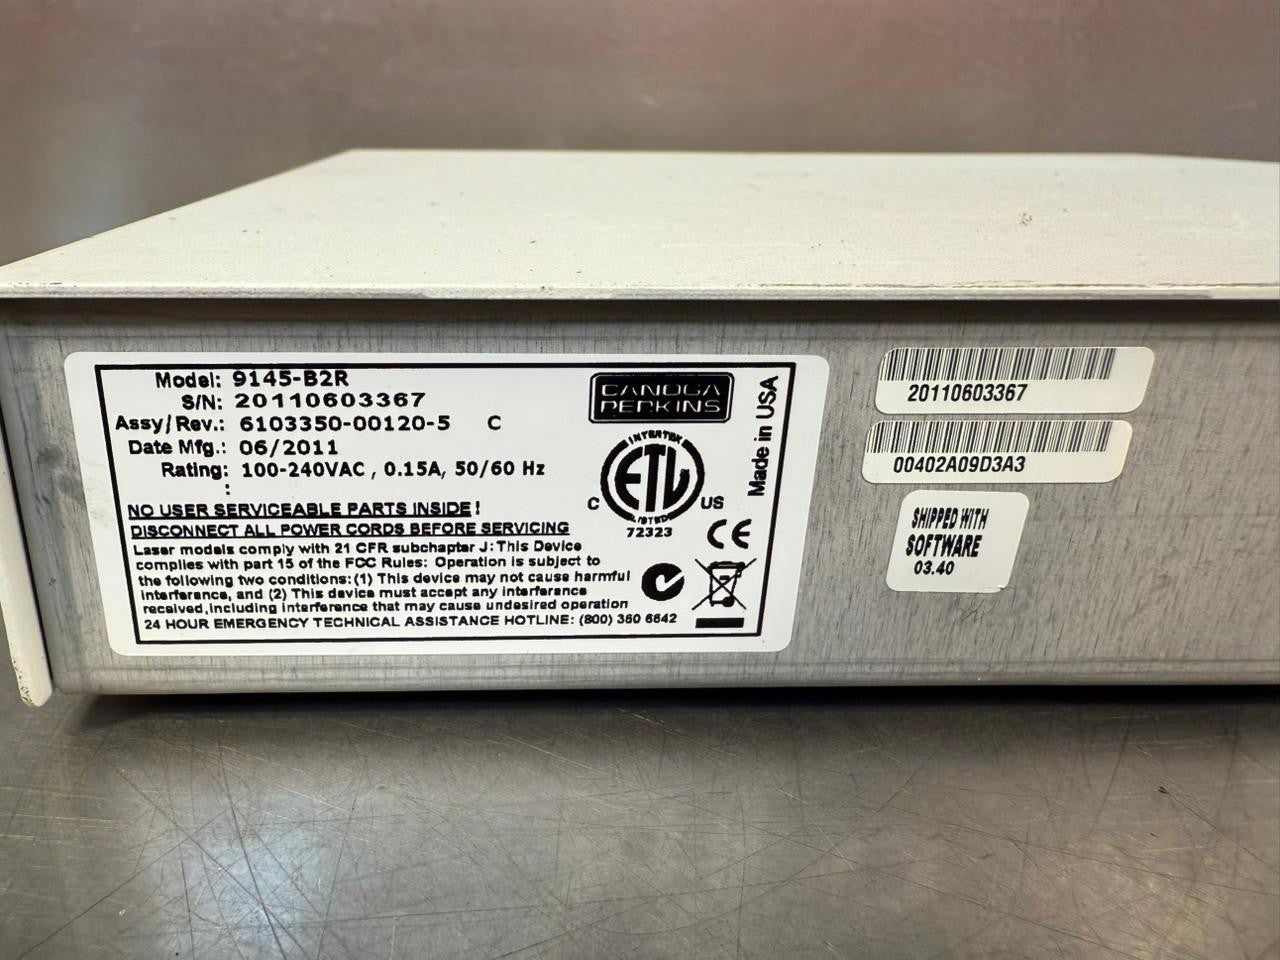 Model: 9145-B2R
S/N: 20110603367
Assy/Rev.: 6103350-00120-5 C
Date Mfg.: 06/2011
Rating: 100-240VAC , 0.15A, 50/60 Hz
:
NO USER SERVICEABLE PARTS INSIDE !
DISCONNECT ALL POWER CORDS BEFORE SERVICING
Laser models comply with 21 CFR subchapter J: This Device
complies with part 15 of the FCC Rules: Operation is subject to
the following two conditions: (1) This device may not cause harmful
interference, and (2) This device must accept any interference
received,including interference that may cause undesired operation
24 HOUR EMERGENCY TECHNICAL ASSISTANCE HOTLINE: (800) 360 6642
CANOGA
PERKINS
Made in USA
INTERTEK
ETL
LISTED
C US
72323
CE
20110603367
00402A09D3A3
SHIPPED WITH
SOFTWARE
03.40